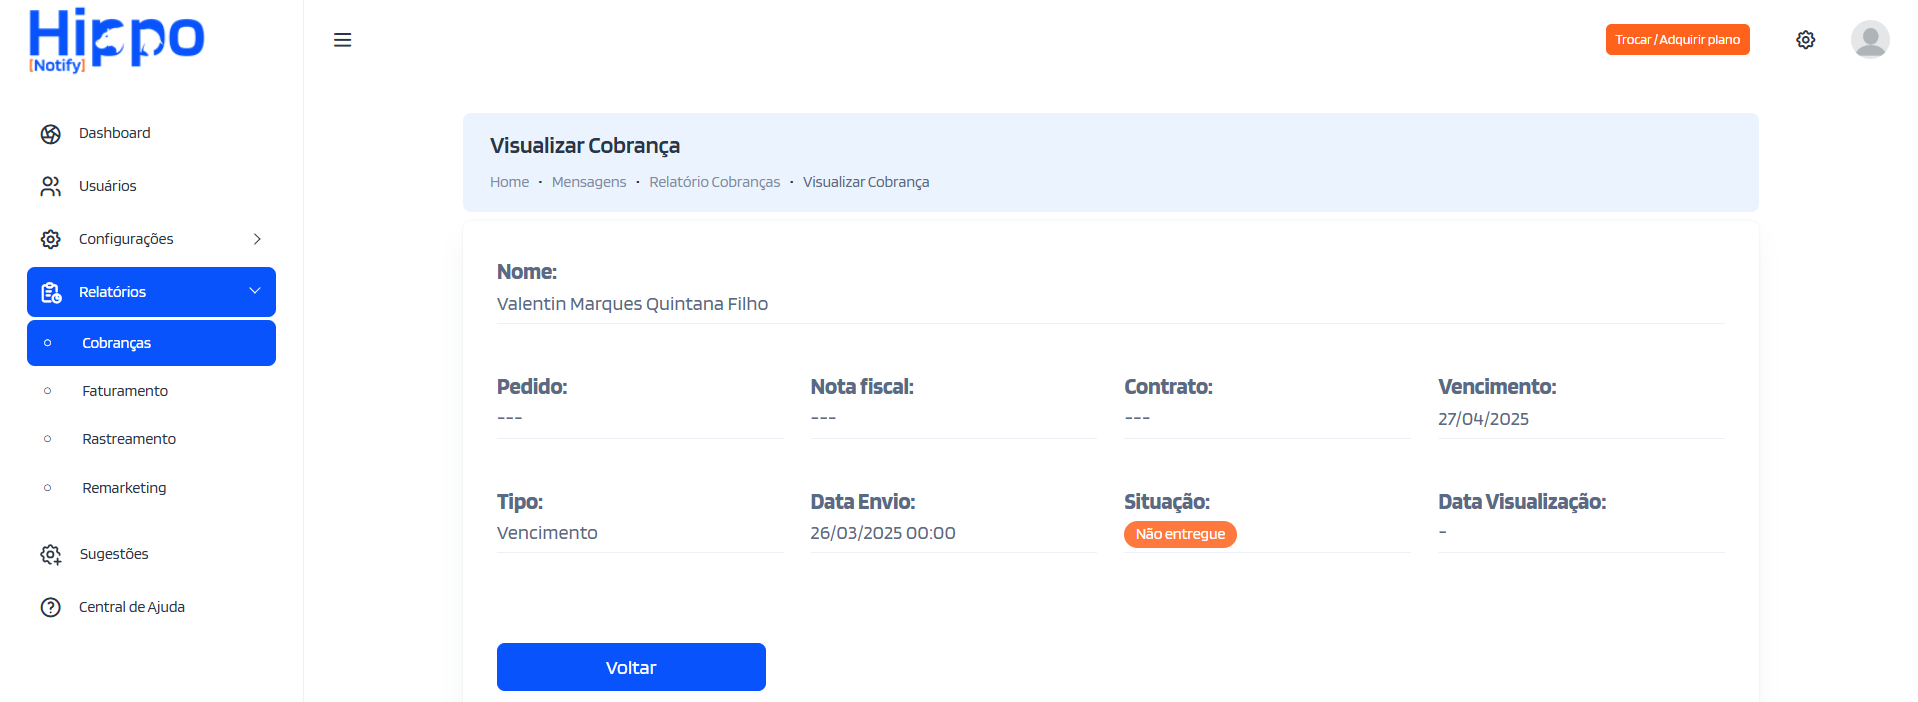 Hippo
[Notify]
Trocar / Adquirir plano
Dashboard
Usuários
Configurações
Relatórios
Cobranças
Faturamento
Rastreamento
Remarketing
Sugestões
Central de Ajuda
Visualizar Cobrança
Home • Mensagens • Relatório Cobranças • Visualizar Cobrança
Nome:
Valentin Marques Quintana Filho
Pedido: Nota fiscal: Contrato: Vencimento:
--- --- --- 27/04/2025
Tipo: Data Envio: Situação: Data Visualização:
Vencimento 26/03/2025 00:00 Não entregue -
Voltar